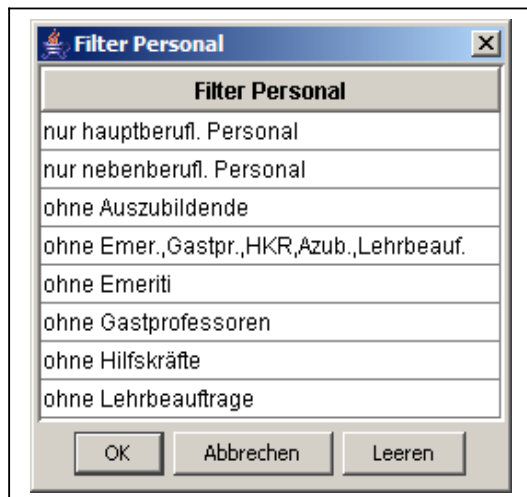 Filter Personal
Filter Personal
nur hauptberufl. Personal
nur nebenberufl. Personal
ohne Auszubildende
ohne Emer.,Gastpr.,HKR,Azub.,Lehrbeauf.
ohne Emeriti
ohne Gastprofessoren
ohne Hilfskräfte
ohne Lehrbeauftrage
OK Abbrechen Leeren